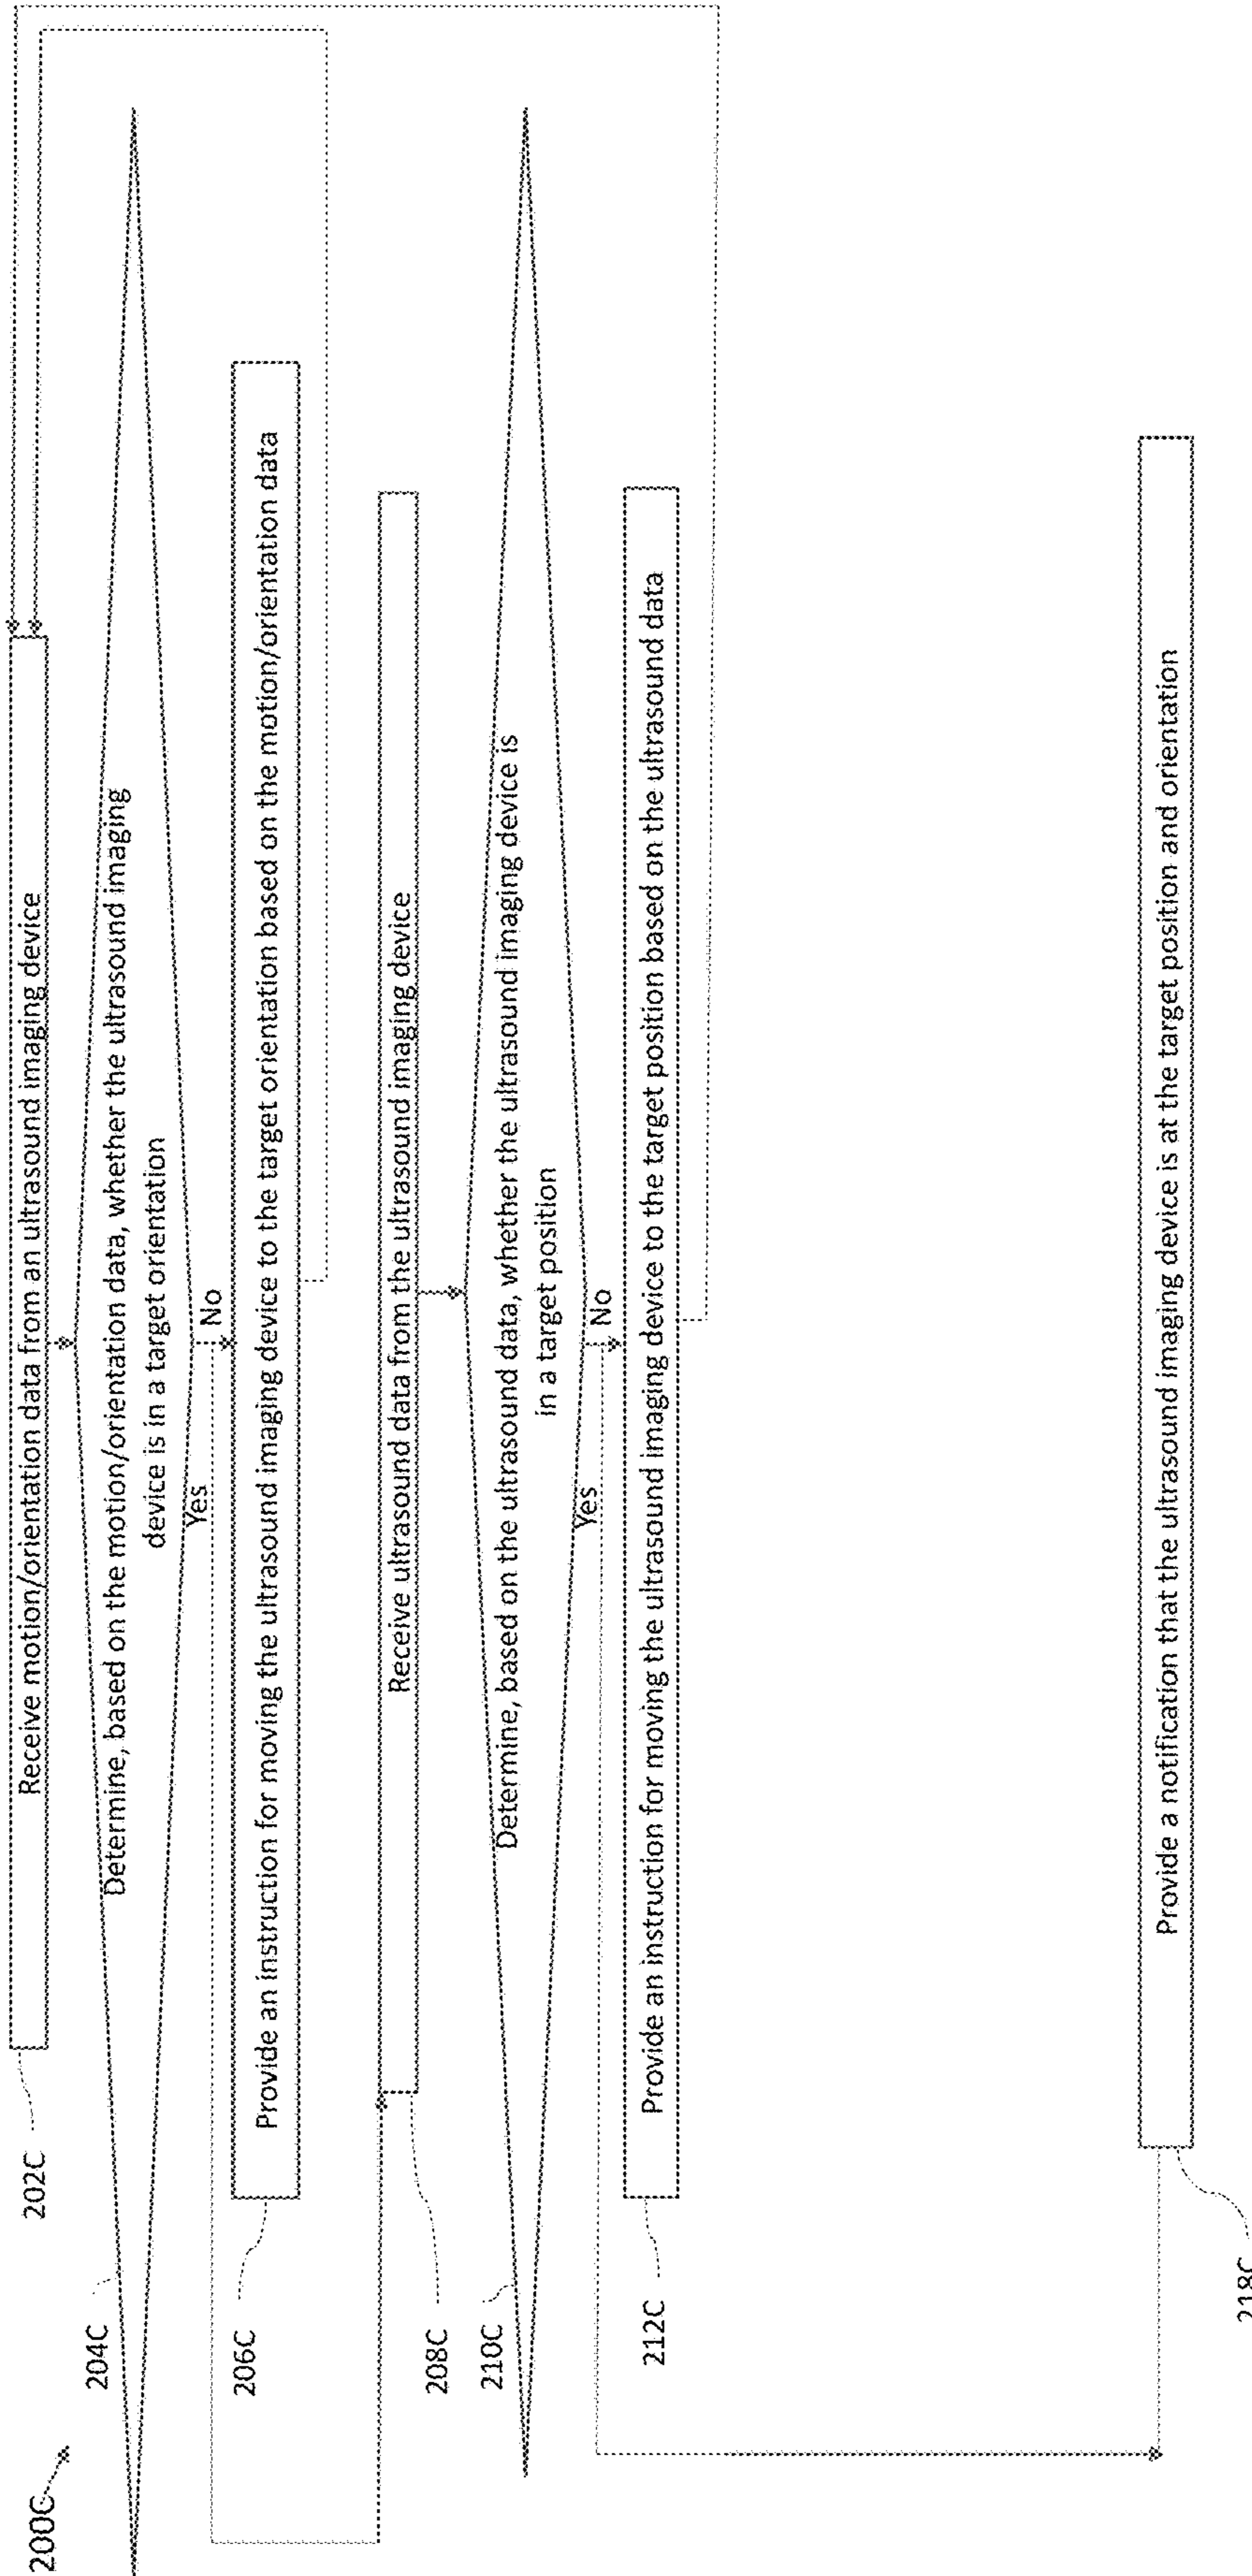 200C
202C
Receive motion/orientation data from an ultrasound imaging device
204C
Determine, based on the motion/orientation data, whether the ultrasound imaging
device is in a target orientation
Yes
No
206C
Provide an instruction for moving the ultrasound imaging device to the target orientation based on the motion/orientation data
208C
Receive ultrasound data from the ultrasound imaging device
210C
Determine, based on the ultrasound data, whether the ultrasound imaging device is
in a target position
Yes
No
212C
Provide an instruction for moving the ultrasound imaging device to the target position based on the ultrasound data
Provide a notification that the ultrasound imaging device is at the target position and orientation
218C